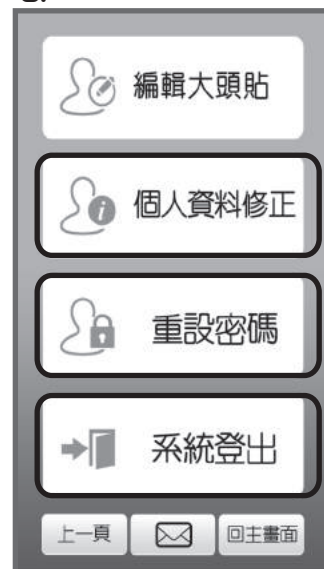 編輯大頭貼
個人資料修正
重設密碼
系統登出
上一頁 回主畫面